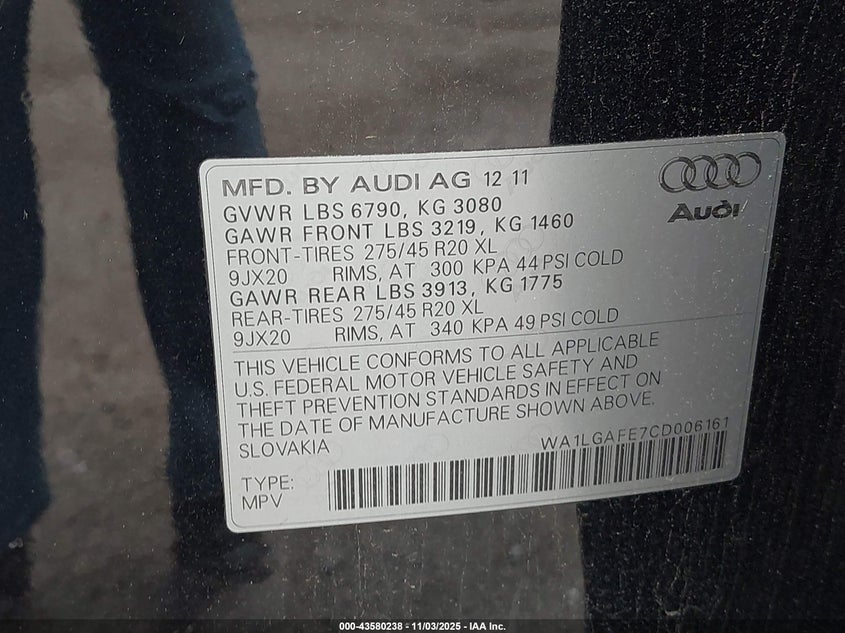 MFD. BY AUDI AG 12 11
Audi
GVWR LBS 6790, KG 3080
GAWR FRONT LBS 3219, KG 1460
FRONT-TIRES 275/45 R20 XL
9JX20 RIMS, AT 300 KPA 44 PSI COLD
GAWR REAR LBS 3913, KG 1775
REAR-TIRES 275/45 R20 XL
9JX20 RIMS, AT 340 KPA 49 PSI COLD
THIS VEHICLE CONFORMS TO ALL APPLICABLE
U.S. FEDERAL MOTOR VEHICLE SAFETY AND
THEFT PREVENTION STANDARDS IN EFFECT ON
THE DATE OF MANUFACTURE SHOWN ABOVE.
SLOVAKIA WA1LGAFE7CD006161
TYPE:
MPV
000-43580238 - 11/03/2025 - IAA Inc.